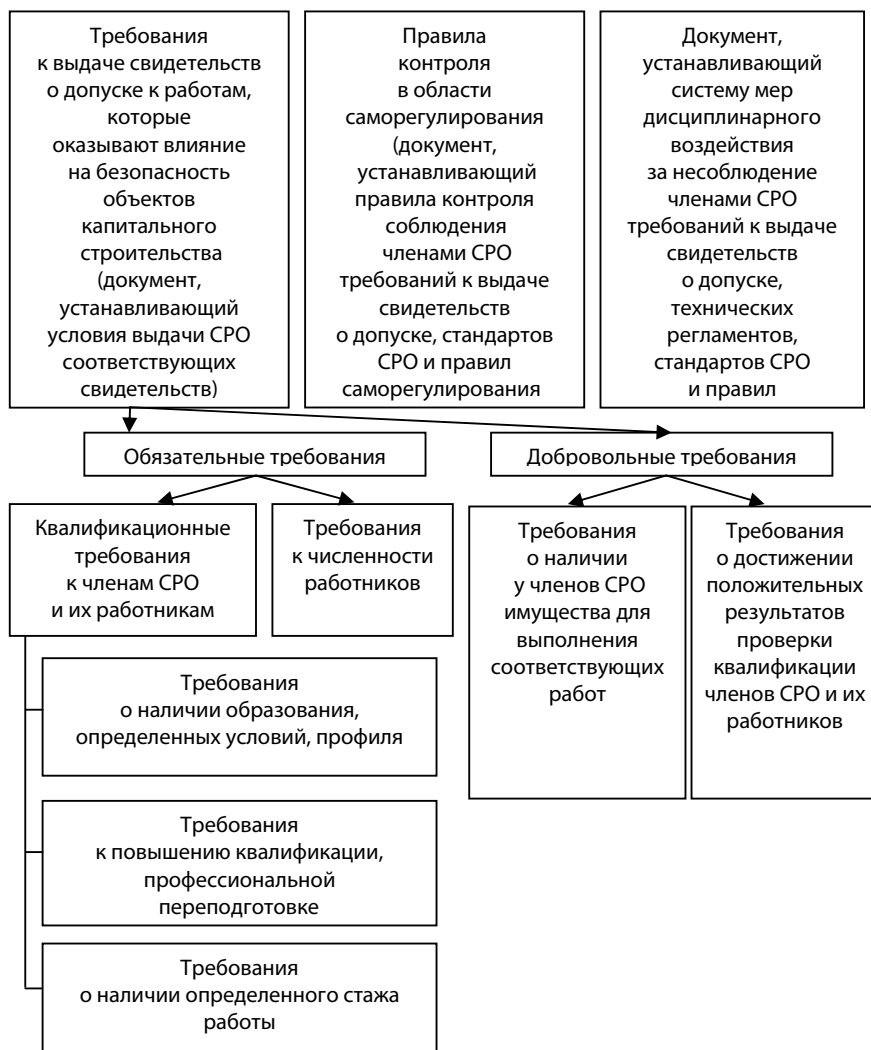 Требования
к выдаче свидетельств
о допуске к работам,
которые
оказывают влияние
на безопасность
объектов
капитального
строительства
(документ,
устанавливающий
условия выдачи СРО
соответствующих
свидетельств)
Правила
контроля
в области
саморегулирования
(документ,
устанавливающий
правила контроля
соблюдения
членами СРО
требований к выдаче
свидетельств
о допуске, стандартов
СРО и правил
саморегулирования
Документ,
устанавливающий
систему мер
дисциплинарного
воздействия
за несоблюдение
членами СРО
требований к выдаче
свидетельств
о допуске,
технических
регламентов,
стандартов СРО
и правил
Обязательные требования
Добровольные требования
Квалификационные
требования
к членам СРО
и их работникам
Требования
к численности
работников
Требования
о наличии
у членов СРО
имущества для
выполнения
соответствующих
работ
Требования
о достижении
положительных
результатов
проверки
квалификации
членов СРО и их
работников
Требования
о наличии образования,
определенных условий, профиля
Требования
к повышению квалификации,
профессиональной
переподготовке
Требования
о наличии определенного стажа
работы